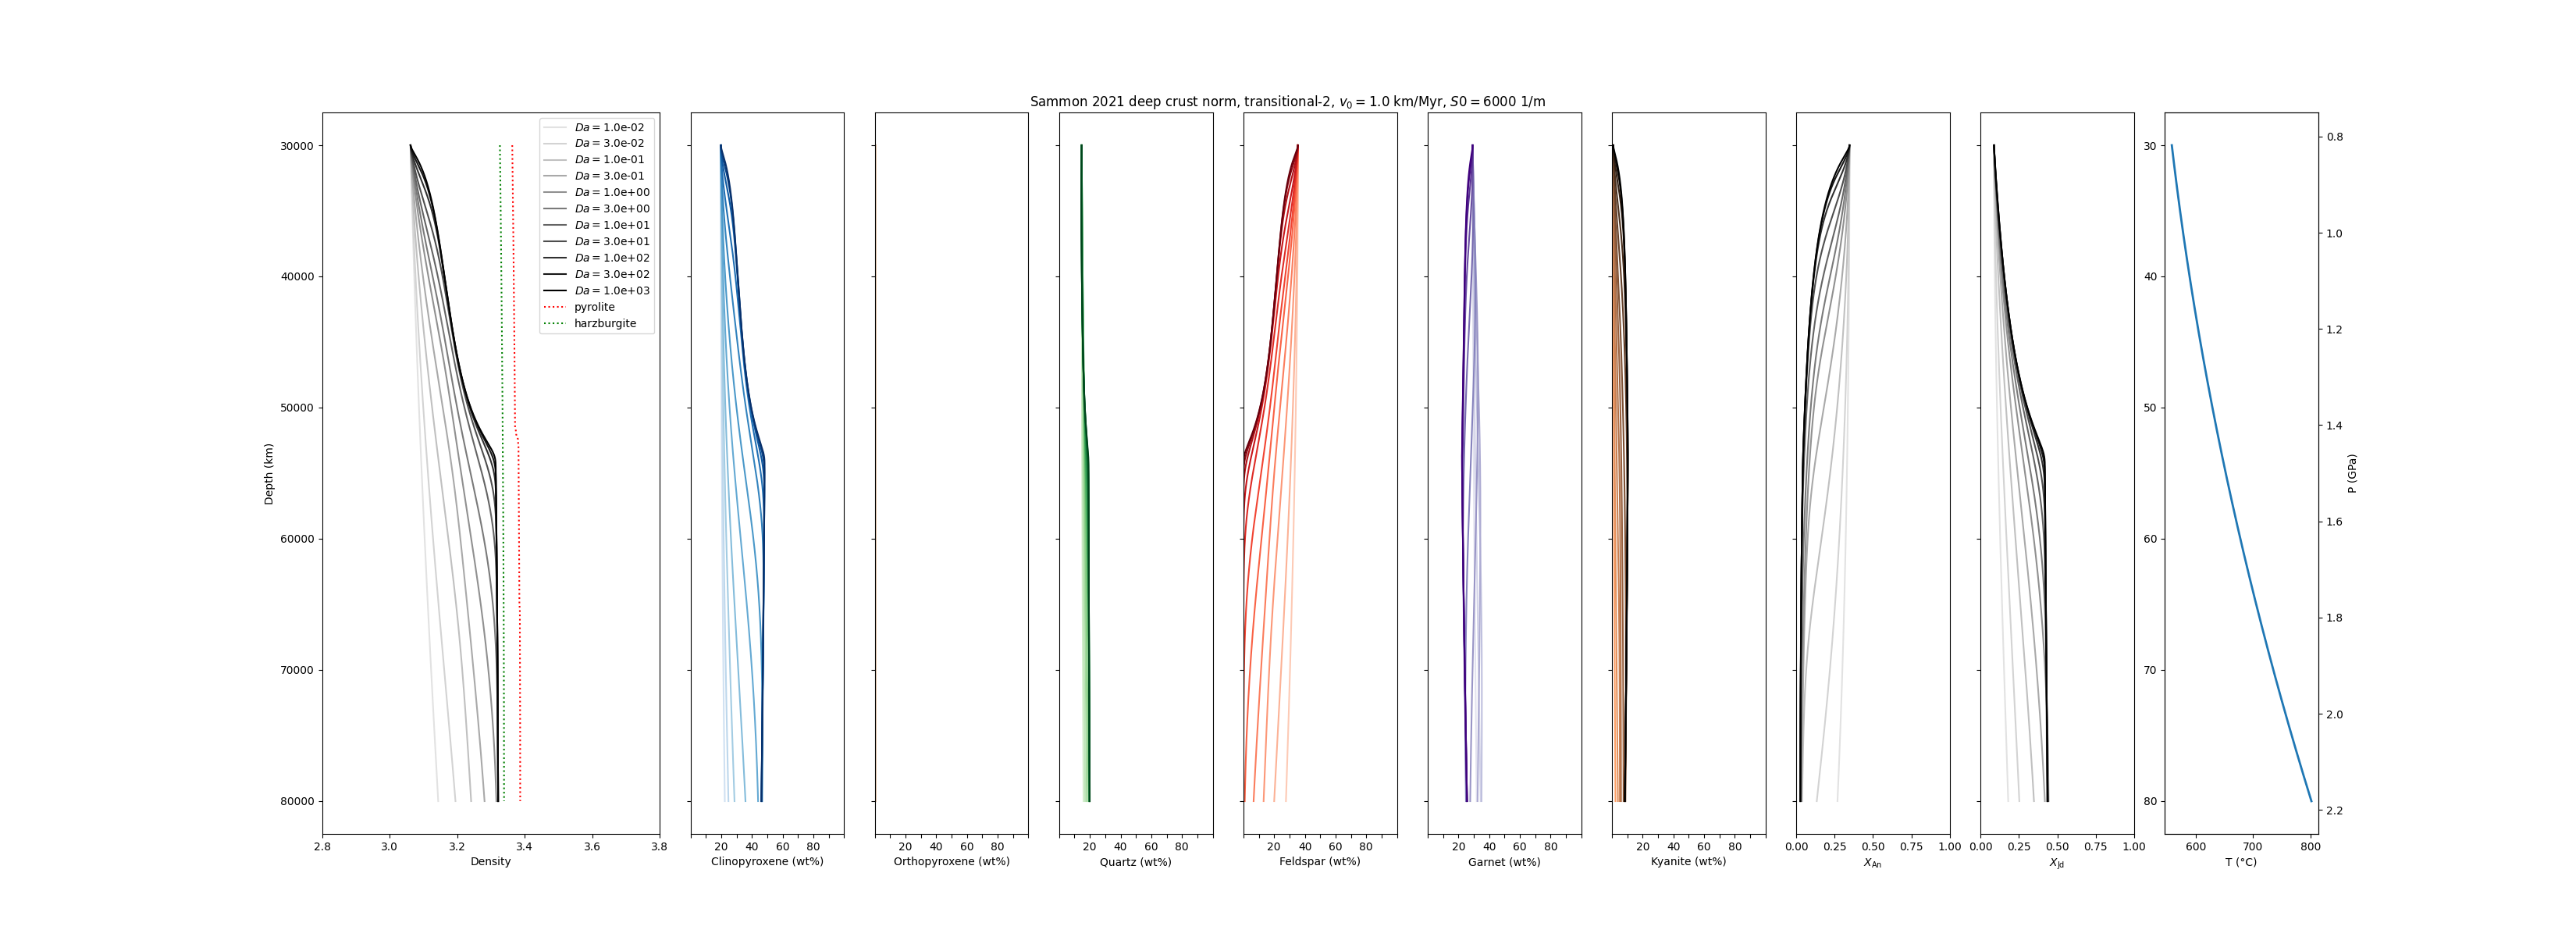 Sammon 2021 deep crust norm, transitional-2, v₀ = 1.0 km/Myr, S0 = 6000 1/m
Da = 1.0e-02
Da = 3.0e-02
Da = 1.0e-01
Da = 3.0e-01
Da = 1.0e+00
Da = 3.0e+00
Da = 1.0e+01
Da = 3.0e+01
Da = 1.0e+02
Da = 3.0e+02
Da = 1.0e+03
pyrolite
harzburgite
Depth (km)
30000
40000
50000
60000
70000
80000
2.8 3.0 3.2 3.4 3.6 3.8
Density
20 40 60 80
Clinopyroxene (wt%)
20 40 60 80
Orthopyroxene (wt%)
20 40 60 80
Quartz (wt%)
20 40 60 80
Feldspar (wt%)
20 40 60 80
Garnet (wt%)
20 40 60 80
Kyanite (wt%)
0.00 0.25 0.50 0.75 1.00
X_An
0.00 0.25 0.50 0.75 1.00
X_Jd
30
40
50
60
70
80
600 700 800
T (°C)
0.8
1.0
1.2
1.4
1.6
1.8
2.0
2.2
P (GPa)